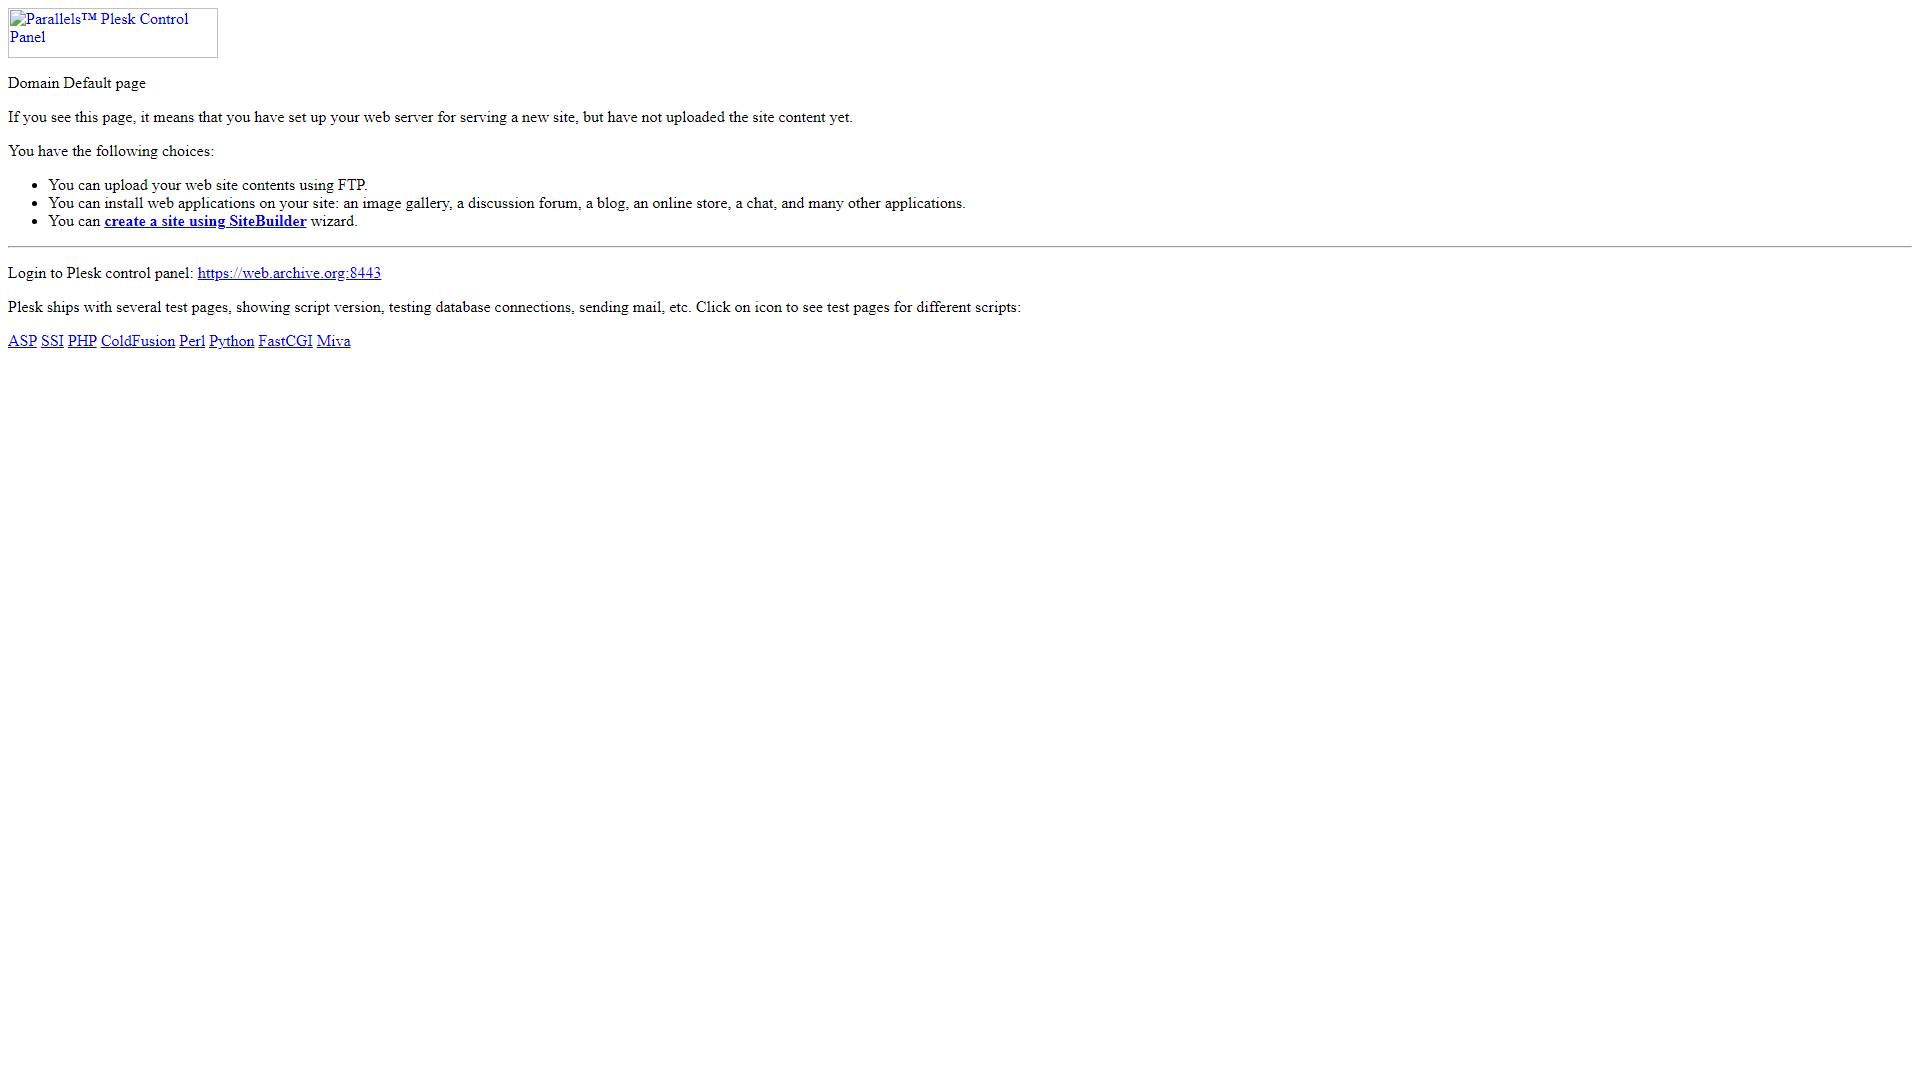 Parallels™ Plesk Control
Panel
Domain Default page
If you see this page, it means that you have set up your web server for serving a new site, but have not uploaded the site content yet.
You have the following choices:
You can upload your web site contents using FTP.
You can install web applications on your site: an image gallery, a discussion forum, a blog, an online store, a chat, and many other applications.
You can create a site using SiteBuilder wizard.
Login to Plesk control panel: https://web.archive.org:8443
Plesk ships with several test pages, showing script version, testing database connections, sending mail, etc. Click on icon to see test pages for different scripts:
ASP SSI PHP ColdFusion Perl Python FastCGI Miva